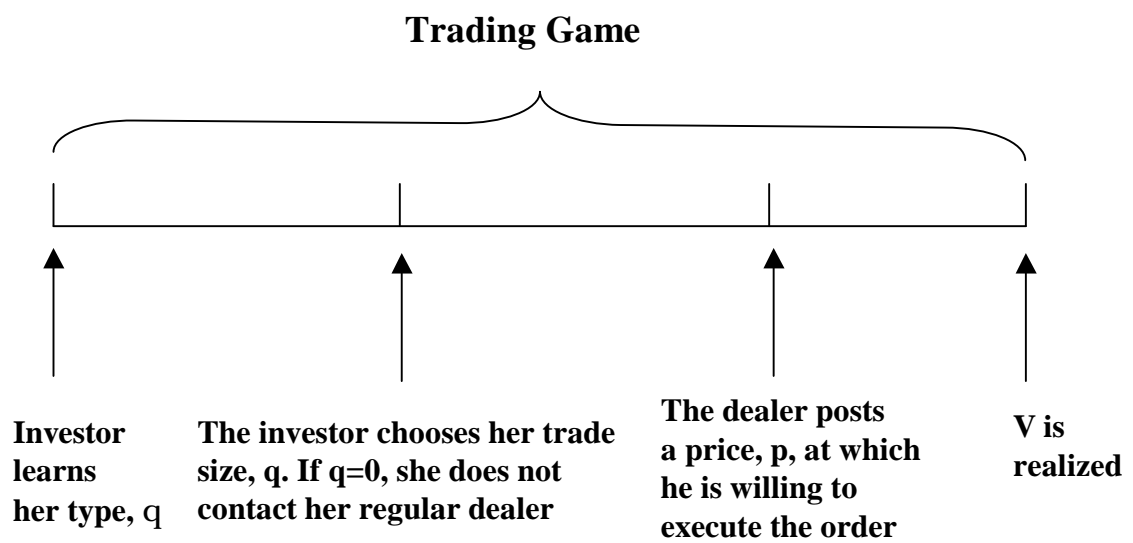 Trading Game
Investor
learns
her type, q
The investor chooses her trade
size, q. If q=0, she does not
contact her regular dealer
The dealer posts
a price, p, at which
he is willing to
execute the order
V is
realized